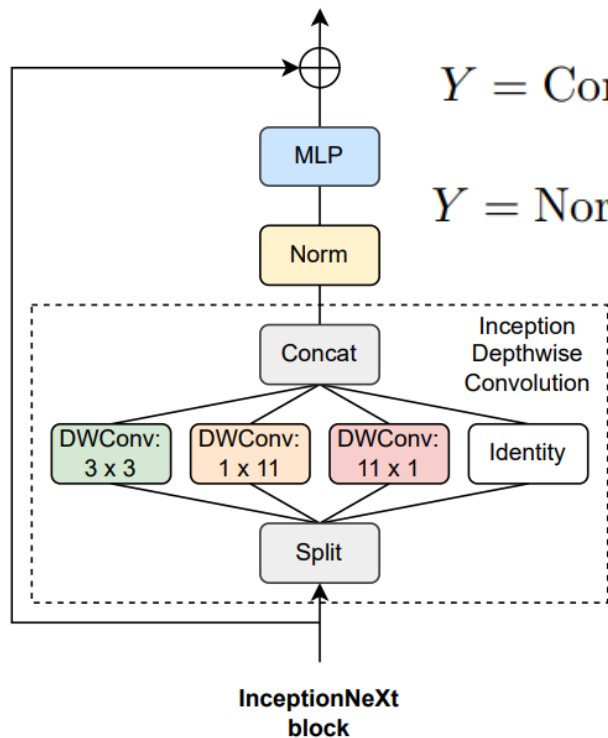 Y = Con
MLP
Y = Nor
Norm
Inception
Depthwise
Convolution
Concat
DWConv:
3 x 3
DWConv:
1 x 11
DWConv:
11 x 1
Identity
Split
InceptionNeXt
block